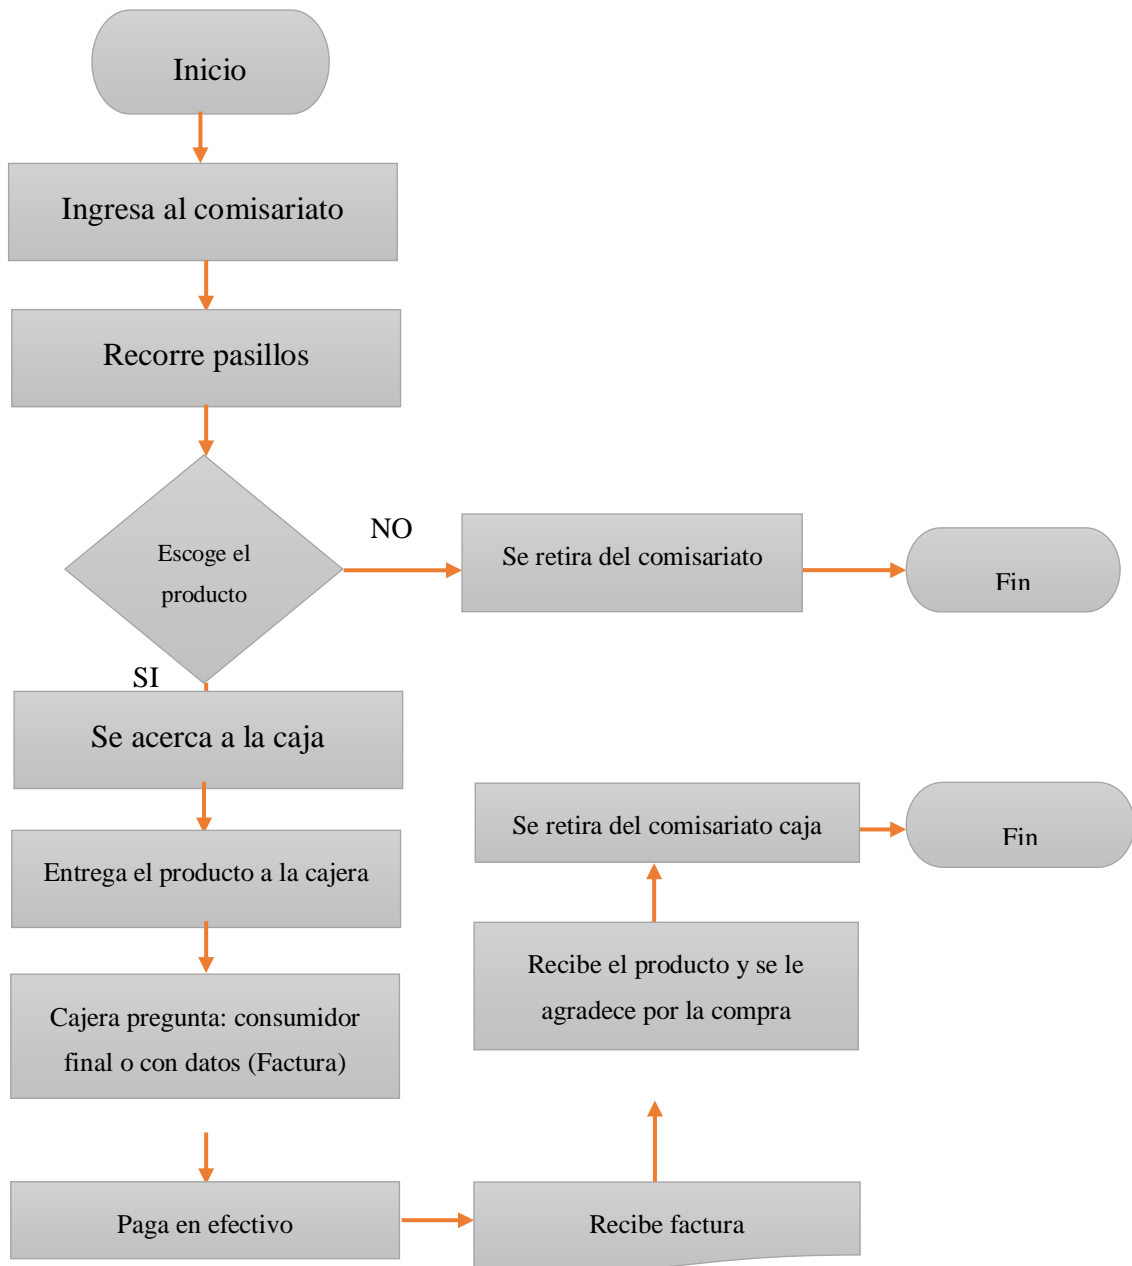 Inicio
Ingresa al comisariato
Recorre pasillos
Escoge el
producto
NO
Se retira del comisariato
Fin
SI
Se acerca a la caja
Entrega el producto a la cajera
Cajera pregunta: consumidor
final o con datos (Factura)
Paga en efectivo
Recibe factura
Recibe el producto y se le
agradece por la compra
Se retira del comisariato caja
Fin